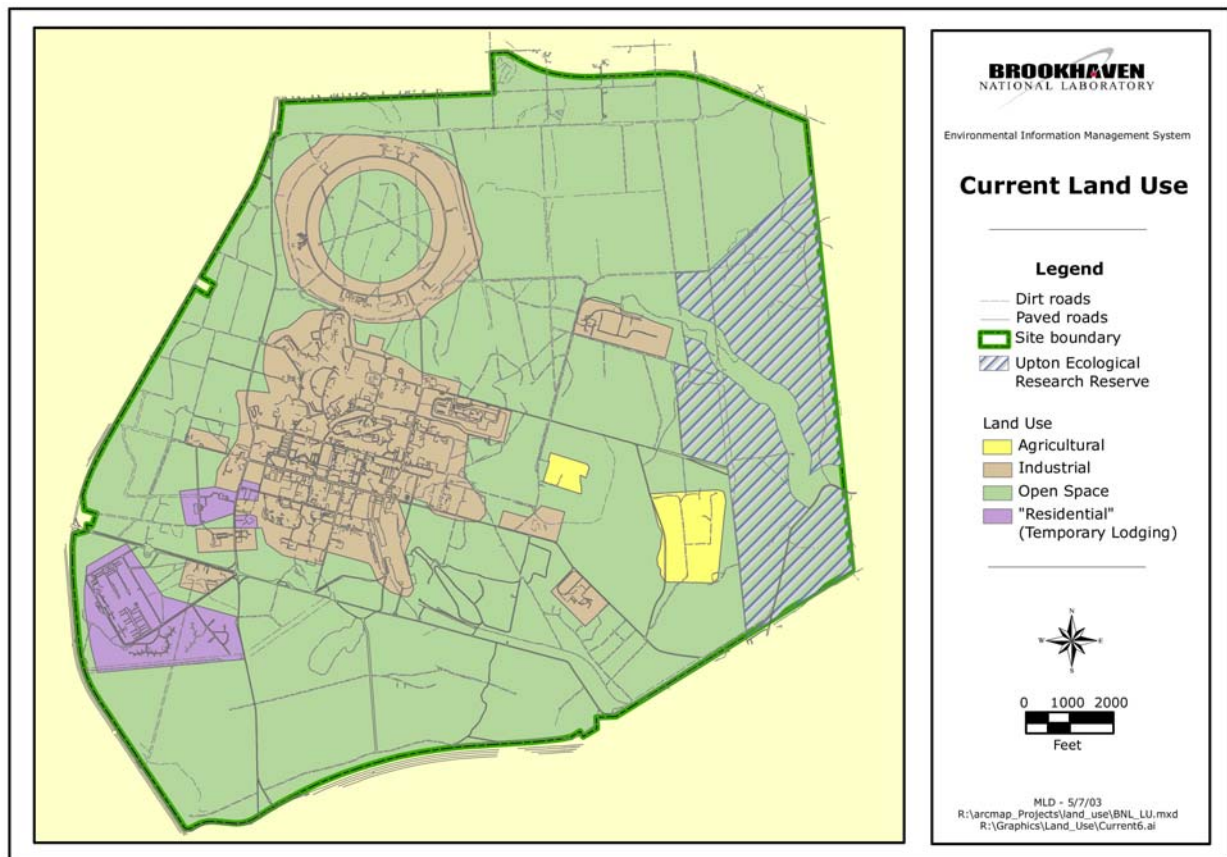 BROOKHAVEN
NATIONAL LABORATORY
Environmental Information Management System
Current Land Use
Legend
Dirt roads
Paved roads
Site boundary
Upton Ecological
Research Reserve
Land Use
Agricultural
Industrial
Open Space
"Residential"
(Temporary Lodging)
N
W E
S
0 1000 2000
Feet
MLD - 5/7/03
R:\arcmap_Projects\land_use\BNL_LU.mxd
R:\Graphics\Land_Use\Current6.ai